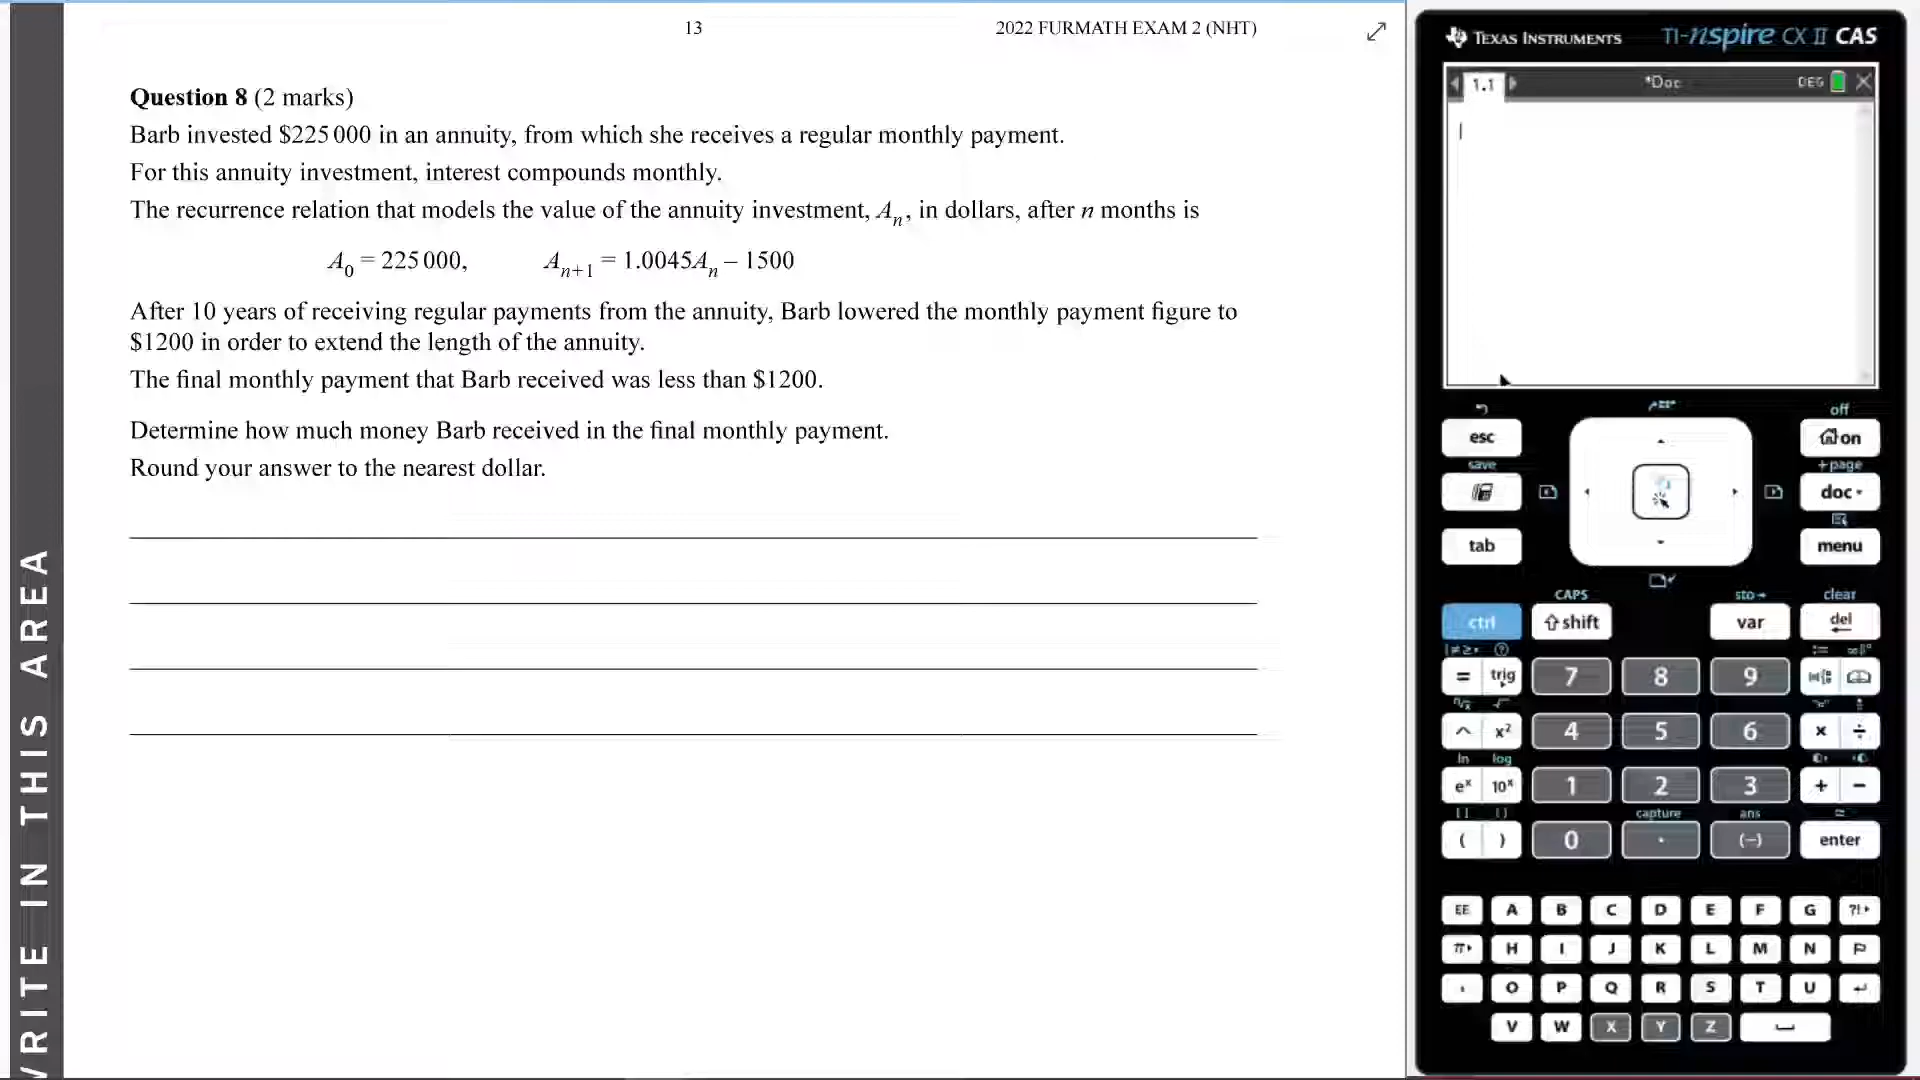 13
2022 FURMATH EXAM 2 (NHT)
Question 8 (2 marks)
Barb invested $225 000 in an annuity, from which she receives a regular monthly payment.
For this annuity investment, interest compounds monthly.
The recurrence relation that models the value of the annuity investment, Aₙ, in dollars, after n months is
A₀ = 225 000, Aₙ₊₁ = 1.0045Aₙ – 1500
After 10 years of receiving regular payments from the annuity, Barb lowered the monthly payment figure to
$1200 in order to extend the length of the annuity.
The final monthly payment that Barb received was less than $1200.
Determine how much money Barb received in the final monthly payment.
Round your answer to the nearest dollar.
WRITE IN THIS AREA
TEXAS INSTRUMENTS TI-nspire CX II CAS
1.1 *Doc DEG
off
esc on
save +page
doc
tab menu
CAPS sto→ clear
ctrl shift var del
= trig 7 8 9
^ x² 4 5 6 × ÷
ln log
eˣ 10ˣ 1 2 3 + −
[ ] { } capture ans ≈
( ) 0 . (−) enter
EE A B C D E F G ?!
π H I J K L M N
, O P Q R S T U
V W X Y Z